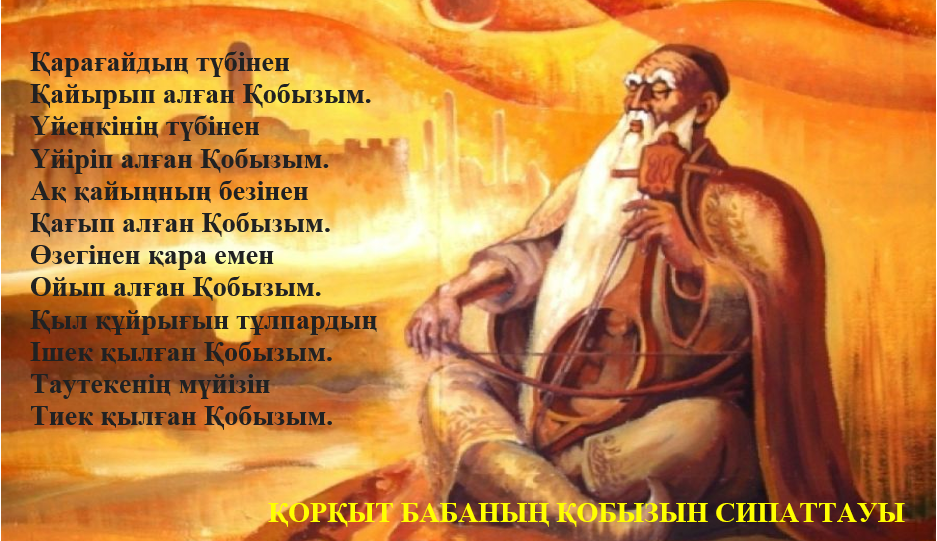 Қарағайдың түбінен
Қайырып алған Қобызым.
Үйеңкінің түбінен
Үйіріп алған Қобызым.
Ақ қайыңның безінен
Қағып алған Қобызым.
Өзегінен қара емен
Ойып алған Қобызым.
Қыл құйрығын тұлпардың
Ішек қылған Қобызым.
Таутекенің мүйізін
Тиек қылған Қобызым.
ҚОРҚЫТ БАБАНЫҢ ҚОБЫЗЫН СИПАТТАУЫ